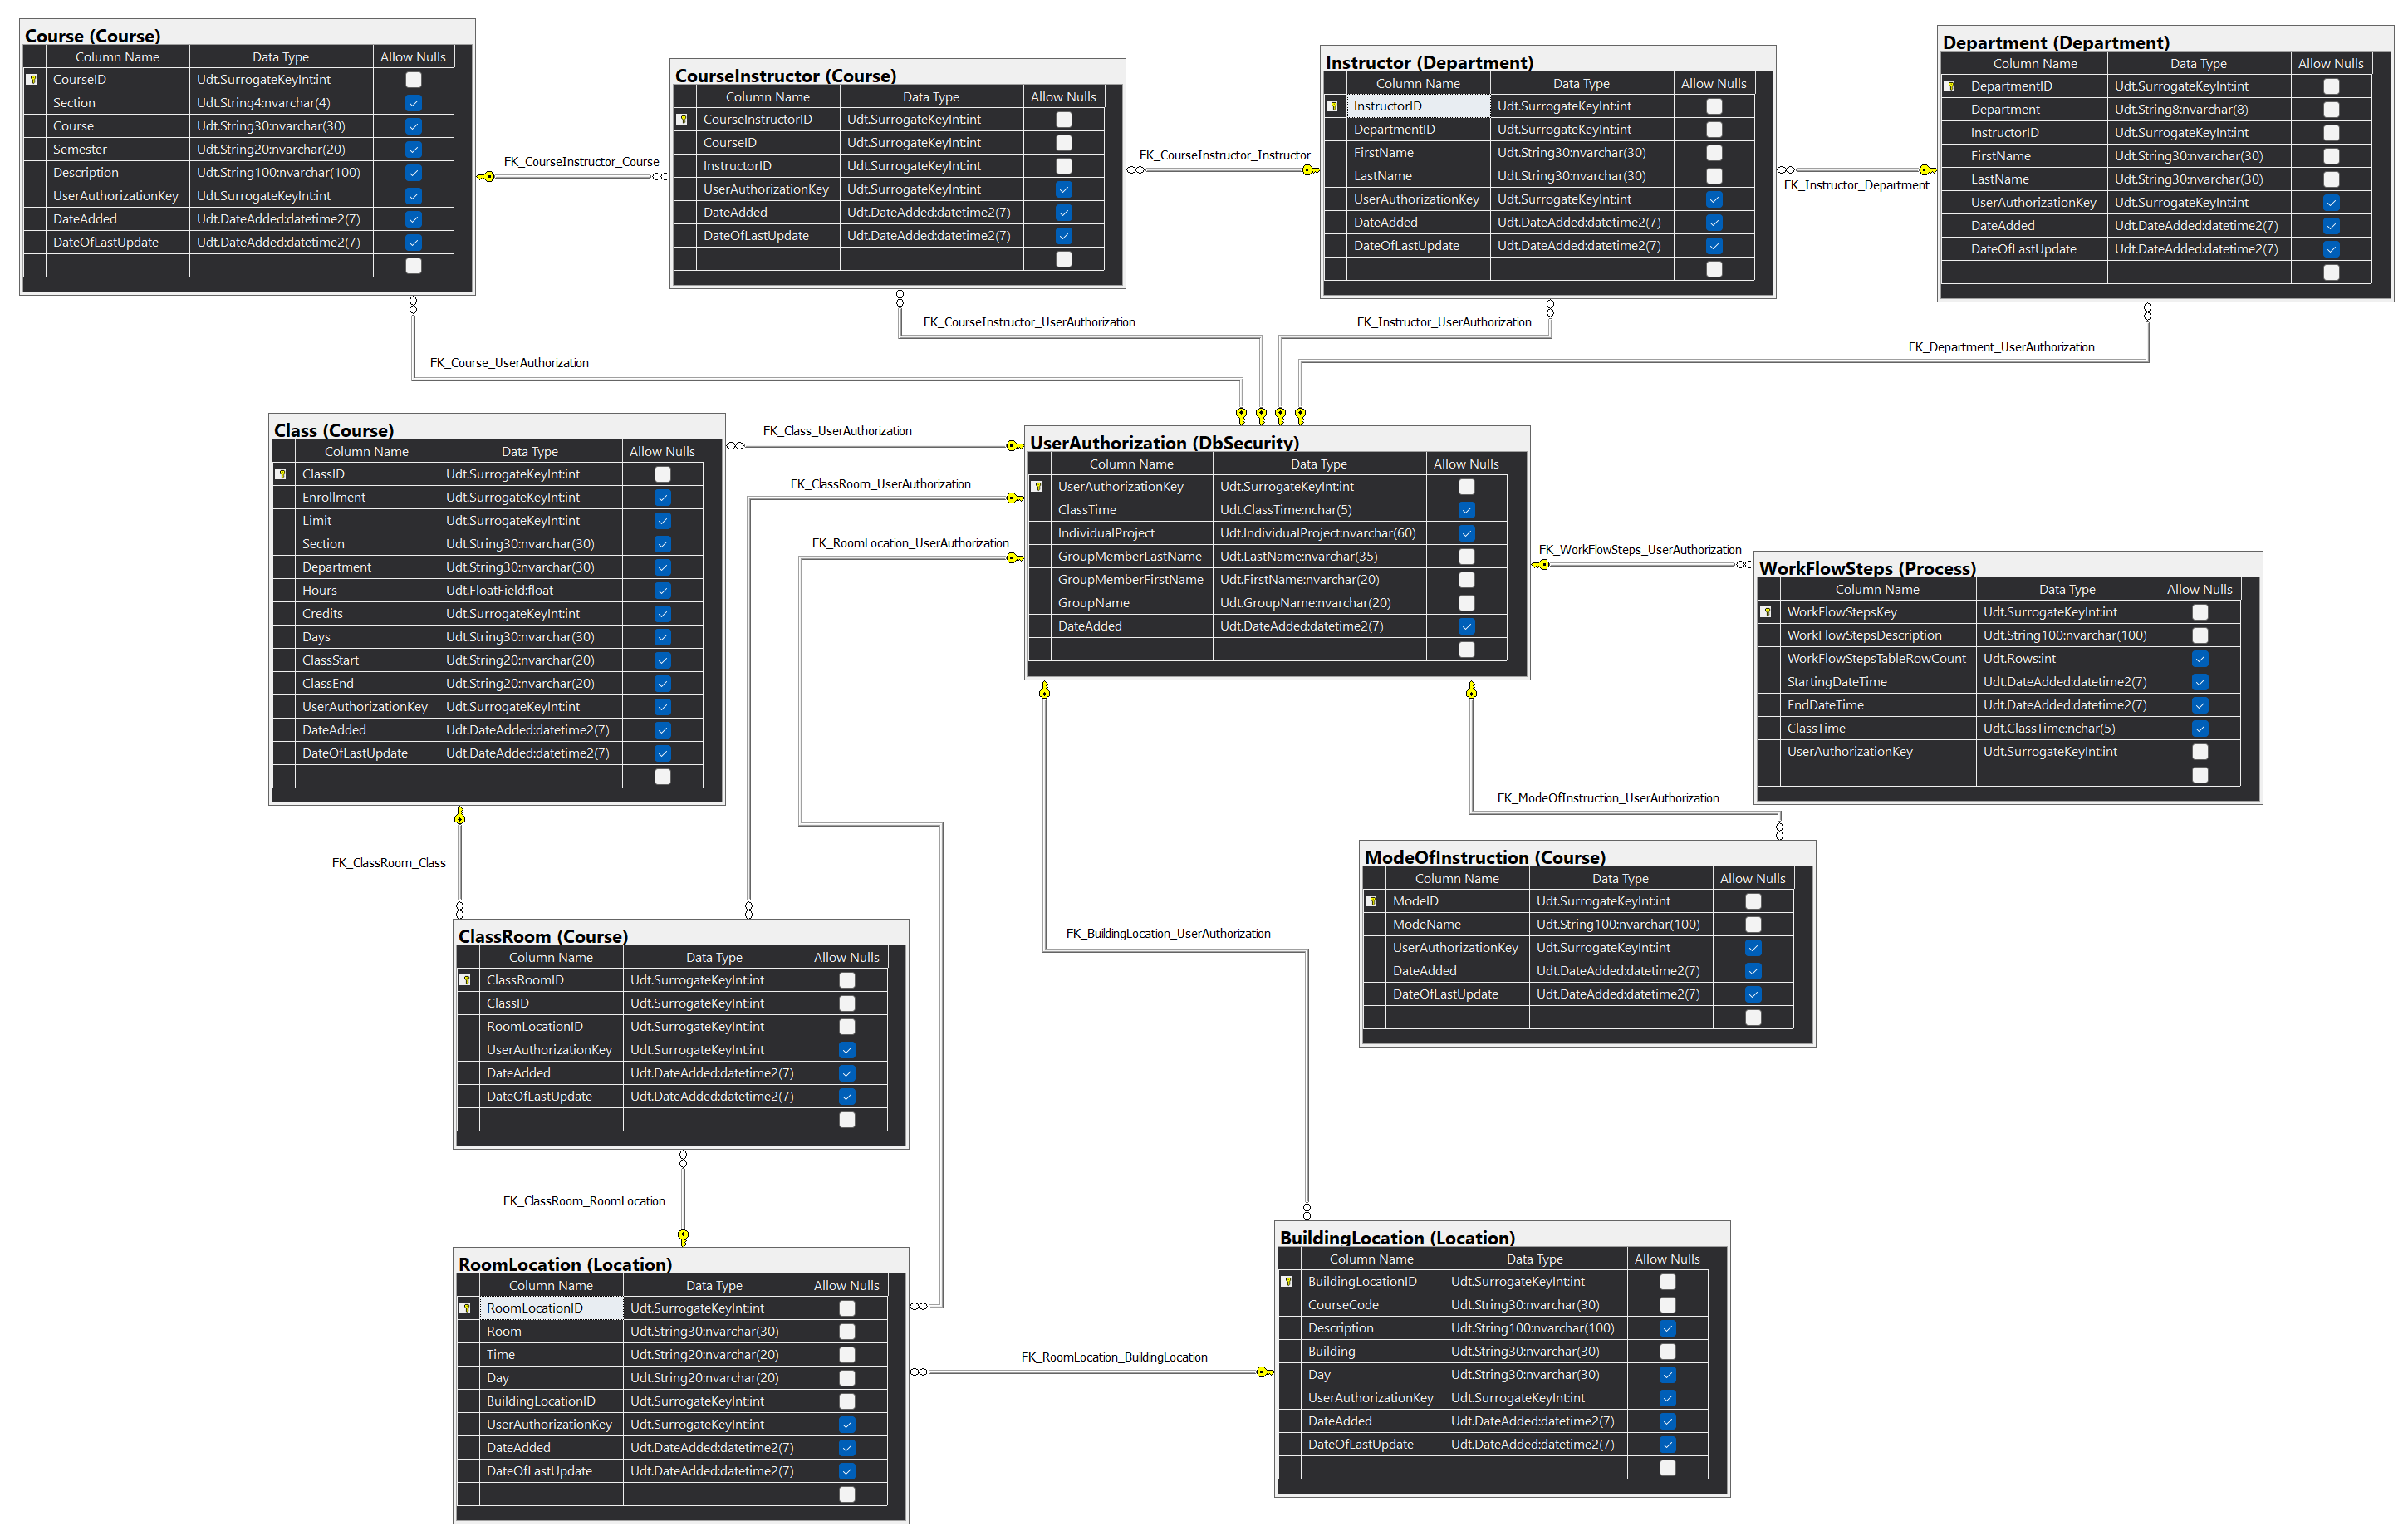 Course (Course)
Column Name Data Type Allow Nulls
CourseID Udt.SurrogateKeyInt:int
Section Udt.String4:nvarchar(4)
Course Udt.String30:nvarchar(30)
Semester Udt.String20:nvarchar(20)
Description Udt.String100:nvarchar(100)
UserAuthorizationKey Udt.SurrogateKeyInt:int
DateAdded Udt.DateAdded:datetime2(7)
DateOfLastUpdate Udt.DateAdded:datetime2(7)
FK_CourseInstructor_Course
CourseInstructor (Course)
Column Name Data Type Allow Nulls
CourseInstructorID Udt.SurrogateKeyInt:int
CourseID Udt.SurrogateKeyInt:int
InstructorID Udt.SurrogateKeyInt:int
UserAuthorizationKey Udt.SurrogateKeyInt:int
DateAdded Udt.DateAdded:datetime2(7)
DateOfLastUpdate Udt.DateAdded:datetime2(7)
FK_CourseInstructor_Instructor
Instructor (Department)
Column Name Data Type Allow Nulls
InstructorID Udt.SurrogateKeyInt:int
DepartmentID Udt.SurrogateKeyInt:int
FirstName Udt.String30:nvarchar(30)
LastName Udt.String30:nvarchar(30)
UserAuthorizationKey Udt.SurrogateKeyInt:int
DateAdded Udt.DateAdded:datetime2(7)
DateOfLastUpdate Udt.DateAdded:datetime2(7)
FK_Instructor_Department
Department (Department)
Column Name Data Type Allow Nulls
DepartmentID Udt.SurrogateKeyInt:int
Department Udt.String8:nvarchar(8)
InstructorID Udt.SurrogateKeyInt:int
FirstName Udt.String30:nvarchar(30)
LastName Udt.String30:nvarchar(30)
UserAuthorizationKey Udt.SurrogateKeyInt:int
DateAdded Udt.DateAdded:datetime2(7)
DateOfLastUpdate Udt.DateAdded:datetime2(7)
FK_Course_UserAuthorization
FK_CourseInstructor_UserAuthorization
FK_Instructor_UserAuthorization
FK_Department_UserAuthorization
Class (Course)
Column Name Data Type Allow Nulls
ClassID Udt.SurrogateKeyInt:int
Enrollment Udt.SurrogateKeyInt:int
Limit Udt.SurrogateKeyInt:int
Section Udt.String30:nvarchar(30)
Department Udt.String30:nvarchar(30)
Hours Udt.FloatField:float
Credits Udt.SurrogateKeyInt:int
Days Udt.String30:nvarchar(30)
ClassStart Udt.String20:nvarchar(20)
ClassEnd Udt.String20:nvarchar(20)
UserAuthorizationKey Udt.SurrogateKeyInt:int
DateAdded Udt.DateAdded:datetime2(7)
DateOfLastUpdate Udt.DateAdded:datetime2(7)
FK_Class_UserAuthorization
FK_ClassRoom_UserAuthorization
FK_RoomLocation_UserAuthorization
UserAuthorization (DbSecurity)
Column Name Data Type Allow Nulls
UserAuthorizationKey Udt.SurrogateKeyInt:int
ClassTime Udt.ClassTime:nchar(5)
IndividualProject Udt.IndividualProject:nvarchar(60)
GroupMemberLastName Udt.LastName:nvarchar(35)
GroupMemberFirstName Udt.FirstName:nvarchar(20)
GroupName Udt.GroupName:nvarchar(20)
DateAdded Udt.DateAdded:datetime2(7)
FK_WorkFlowSteps_UserAuthorization
WorkFlowSteps (Process)
Column Name Data Type Allow Nulls
WorkFlowStepsKey Udt.SurrogateKeyInt:int
WorkFlowStepsDescription Udt.String100:nvarchar(100)
WorkFlowStepsTableRowCount Udt.Rows:int
StartingDateTime Udt.DateAdded:datetime2(7)
EndDateTime Udt.DateAdded:datetime2(7)
ClassTime Udt.ClassTime:nchar(5)
UserAuthorizationKey Udt.SurrogateKeyInt:int
FK_ModeOfInstruction_UserAuthorization
ModeOfInstruction (Course)
Column Name Data Type Allow Nulls
ModeID Udt.SurrogateKeyInt:int
ModeName Udt.String100:nvarchar(100)
UserAuthorizationKey Udt.SurrogateKeyInt:int
DateAdded Udt.DateAdded:datetime2(7)
DateOfLastUpdate Udt.DateAdded:datetime2(7)
FK_ClassRoom_Class
FK_BuildingLocation_UserAuthorization
ClassRoom (Course)
Column Name Data Type Allow Nulls
ClassRoomID Udt.SurrogateKeyInt:int
ClassID Udt.SurrogateKeyInt:int
RoomLocationID Udt.SurrogateKeyInt:int
UserAuthorizationKey Udt.SurrogateKeyInt:int
DateAdded Udt.DateAdded:datetime2(7)
DateOfLastUpdate Udt.DateAdded:datetime2(7)
FK_ClassRoom_RoomLocation
RoomLocation (Location)
Column Name Data Type Allow Nulls
RoomLocationID Udt.SurrogateKeyInt:int
Room Udt.String30:nvarchar(30)
Time Udt.String20:nvarchar(20)
Day Udt.String20:nvarchar(20)
BuildingLocationID Udt.SurrogateKeyInt:int
UserAuthorizationKey Udt.SurrogateKeyInt:int
DateAdded Udt.DateAdded:datetime2(7)
DateOfLastUpdate Udt.DateAdded:datetime2(7)
FK_RoomLocation_BuildingLocation
BuildingLocation (Location)
Column Name Data Type Allow Nulls
BuildingLocationID Udt.SurrogateKeyInt:int
CourseCode Udt.String30:nvarchar(30)
Description Udt.String100:nvarchar(100)
Building Udt.String30:nvarchar(30)
Day Udt.String30:nvarchar(30)
UserAuthorizationKey Udt.SurrogateKeyInt:int
DateAdded Udt.DateAdded:datetime2(7)
DateOfLastUpdate Udt.DateAdded:datetime2(7)